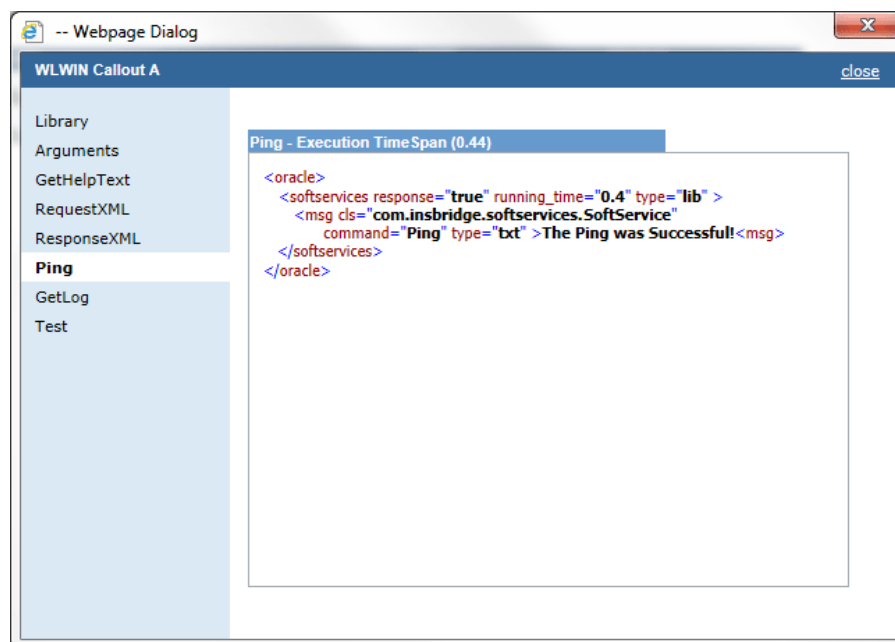 -- Webpage Dialog
X
WLWIN Callout A
close
Library
Arguments
GetHelpText
RequestXML
ResponseXML
Ping
GetLog
Test
Ping - Execution TimeSpan (0.44)
<oracle>
<softservices response="true" running_time="0.4" type="lib" >
<msg cls="com.insbridge.softservices.SoftService"
command="Ping" type="txt" >The Ping was Successful!<msg>
</softservices>
</oracle>